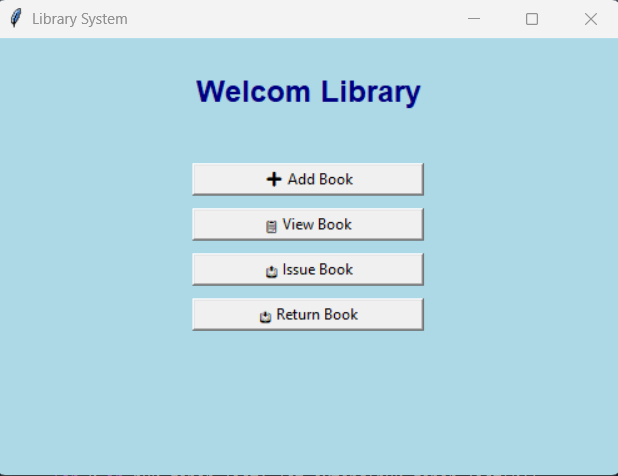 Library System
Welcom Library
➕ Add Book
View Book
Issue Book
Return Book